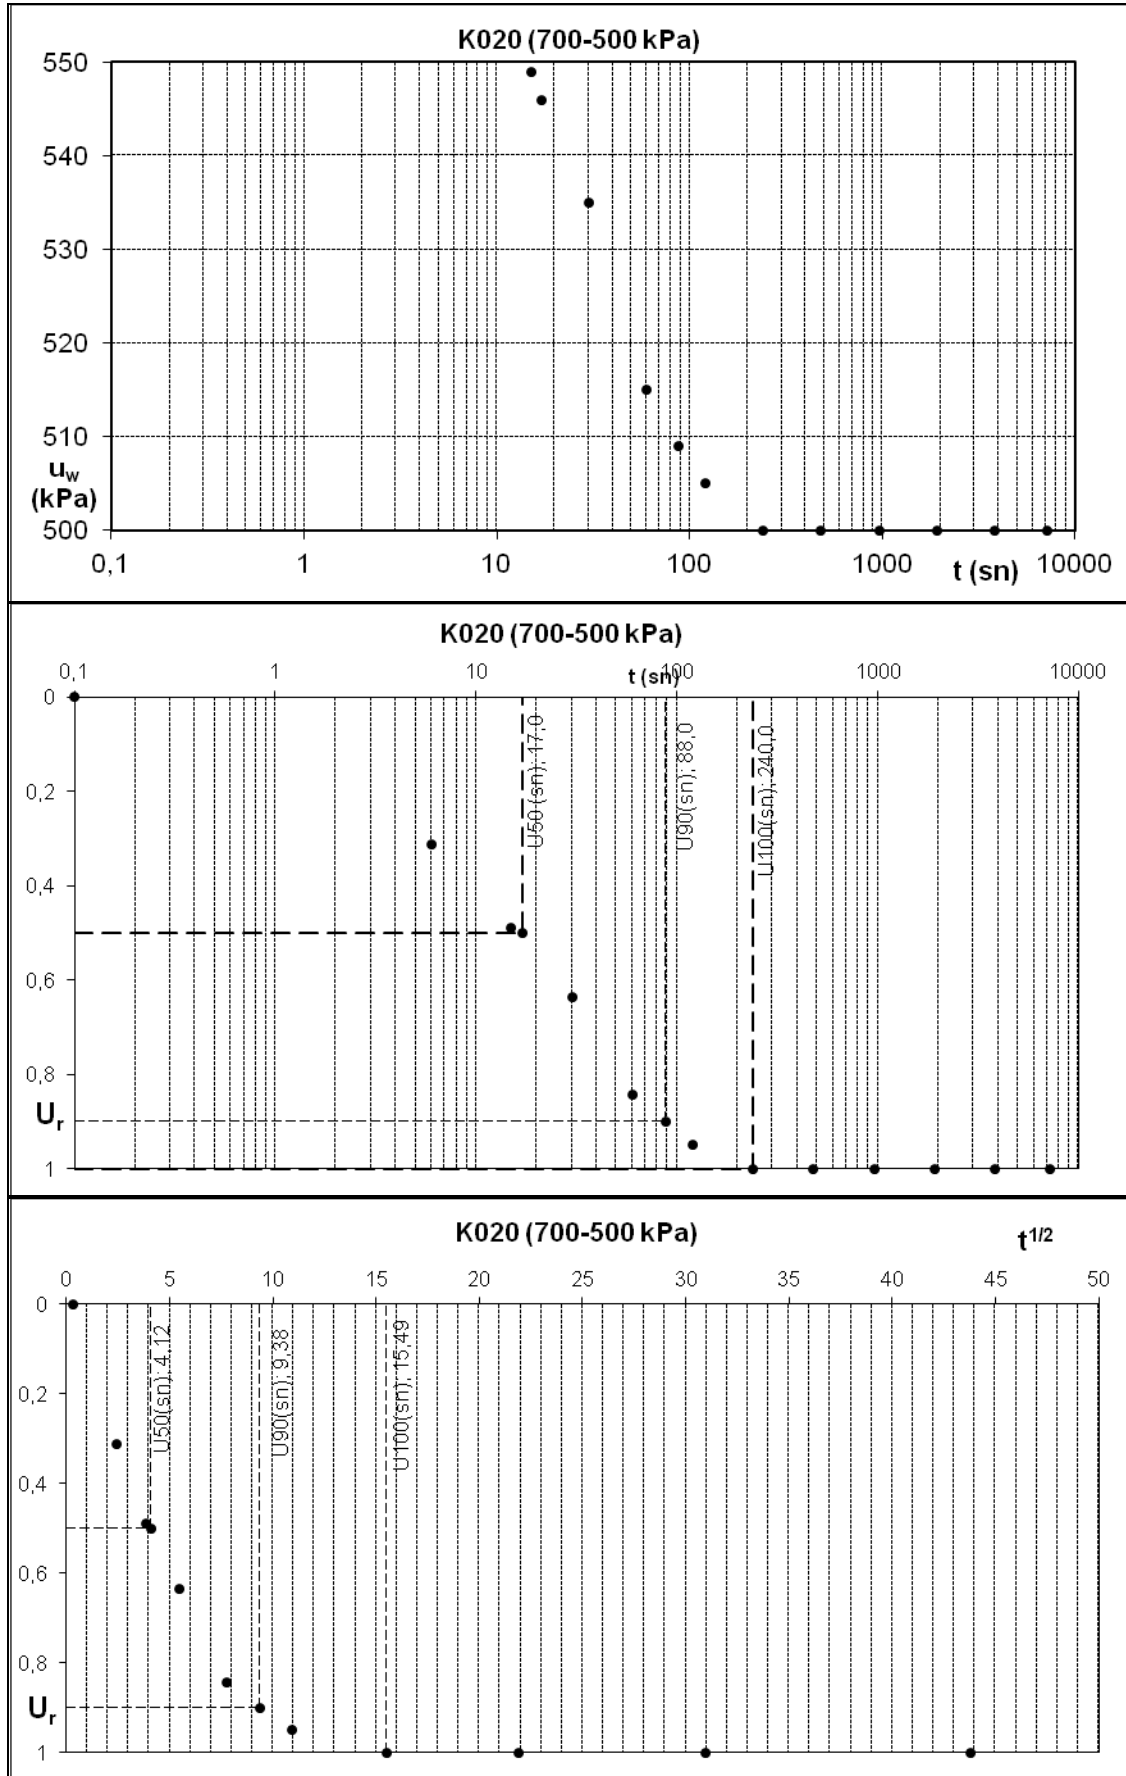 K020 (700-500 kPa)
550
540
530
520
510
u_w
(kPa)
500
0,1 1 10 100 1000 t (sn) 10000
K020 (700-500 kPa)
0,1 1 10 t (sn) 100 1000 10000
0
0,2
0,4
0,6
0,8
U_r
1
U50 (sn); 17,0
U90(sn); 88,0
U100(sn); 240,0
K020 (700-500 kPa) t^1/2
0 5 10 15 20 25 30 35 40 45 50
0
0,2
0,4
0,6
0,8
U_r
1
U50(sn); 4,12
U90(sn); 9,38
U100(sn); 15,49